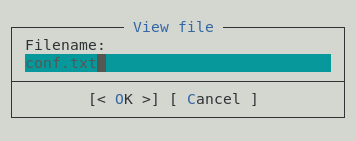 View file
Filename:
conf.txt
[< OK >] [ Cancel ]